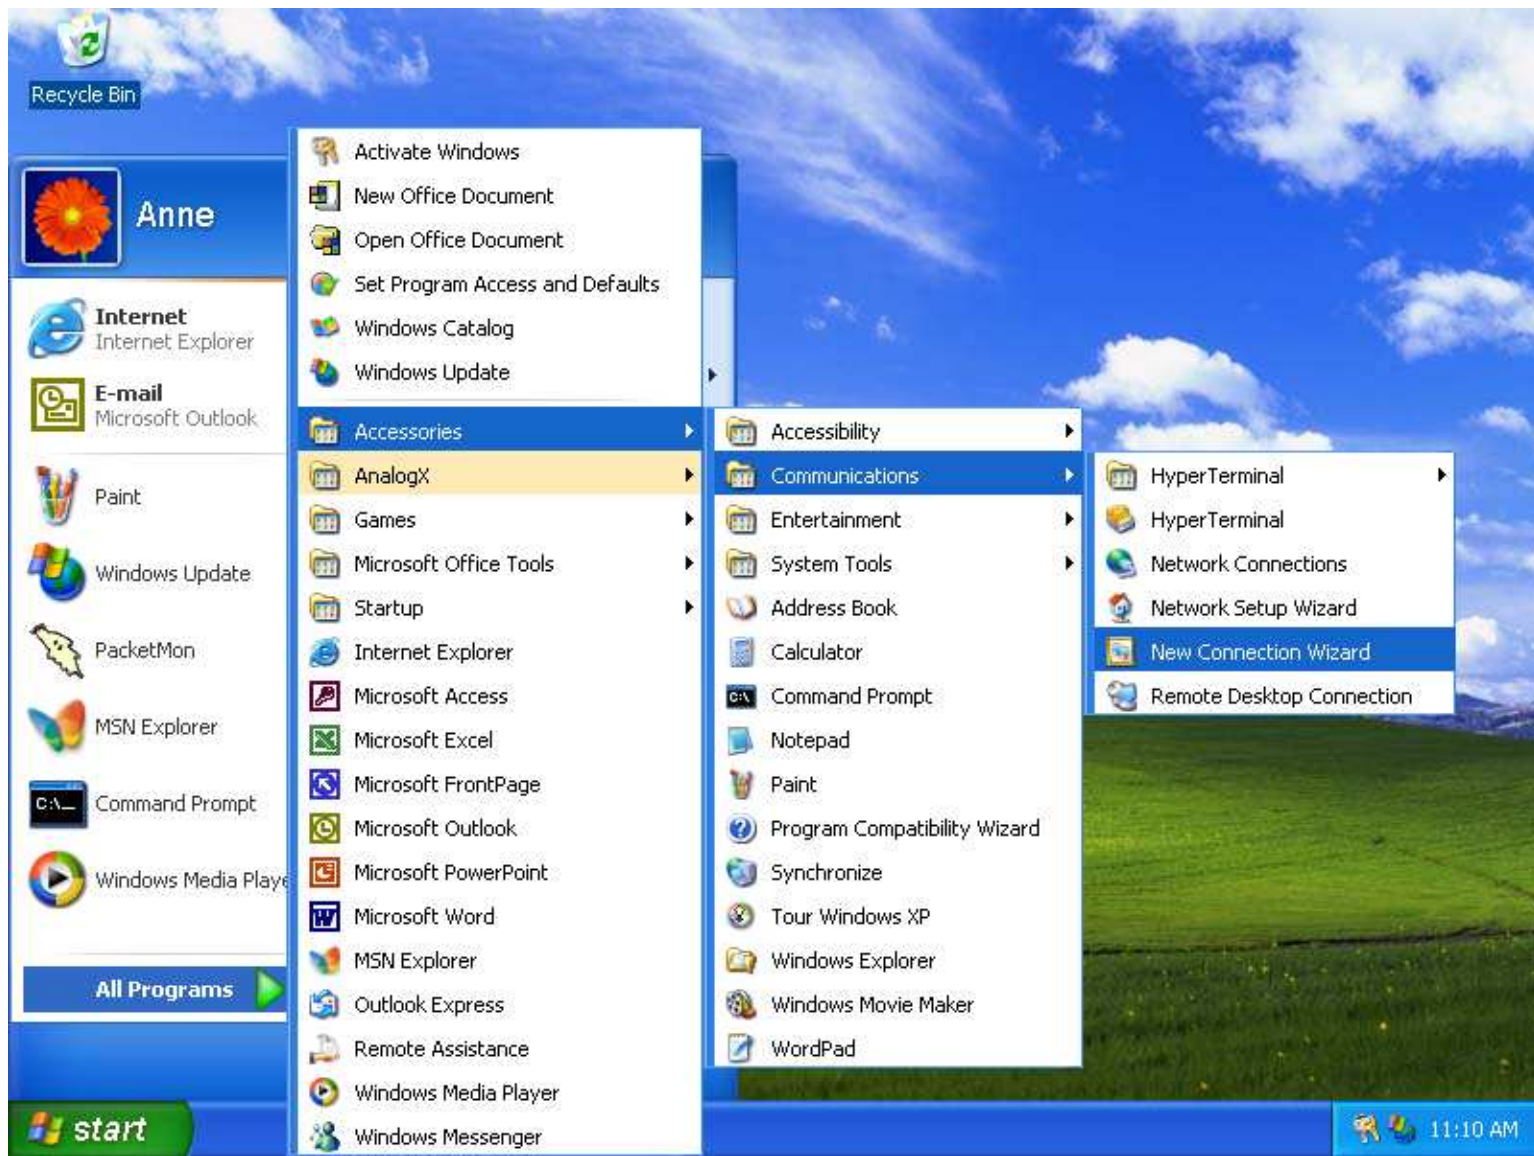 Recycle Bin
Anne
Internet
Internet Explorer
E-mail
Microsoft Outlook
Paint
Windows Update
PacketMon
MSN Explorer
Command Prompt
Windows Media Playe
All Programs
start
Activate Windows
New Office Document
Open Office Document
Set Program Access and Defaults
Windows Catalog
Windows Update
Accessories
AnalogX
Games
Microsoft Office Tools
Startup
Internet Explorer
Microsoft Access
Microsoft Excel
Microsoft FrontPage
Microsoft Outlook
Microsoft PowerPoint
Microsoft Word
MSN Explorer
Outlook Express
Remote Assistance
Windows Media Player
Windows Messenger
Accessibility
Communications
Entertainment
System Tools
Address Book
Calculator
Command Prompt
Notepad
Paint
Program Compatibility Wizard
Synchronize
Tour Windows XP
Windows Explorer
Windows Movie Maker
WordPad
HyperTerminal
HyperTerminal
Network Connections
Network Setup Wizard
New Connection Wizard
Remote Desktop Connection
11:10 AM